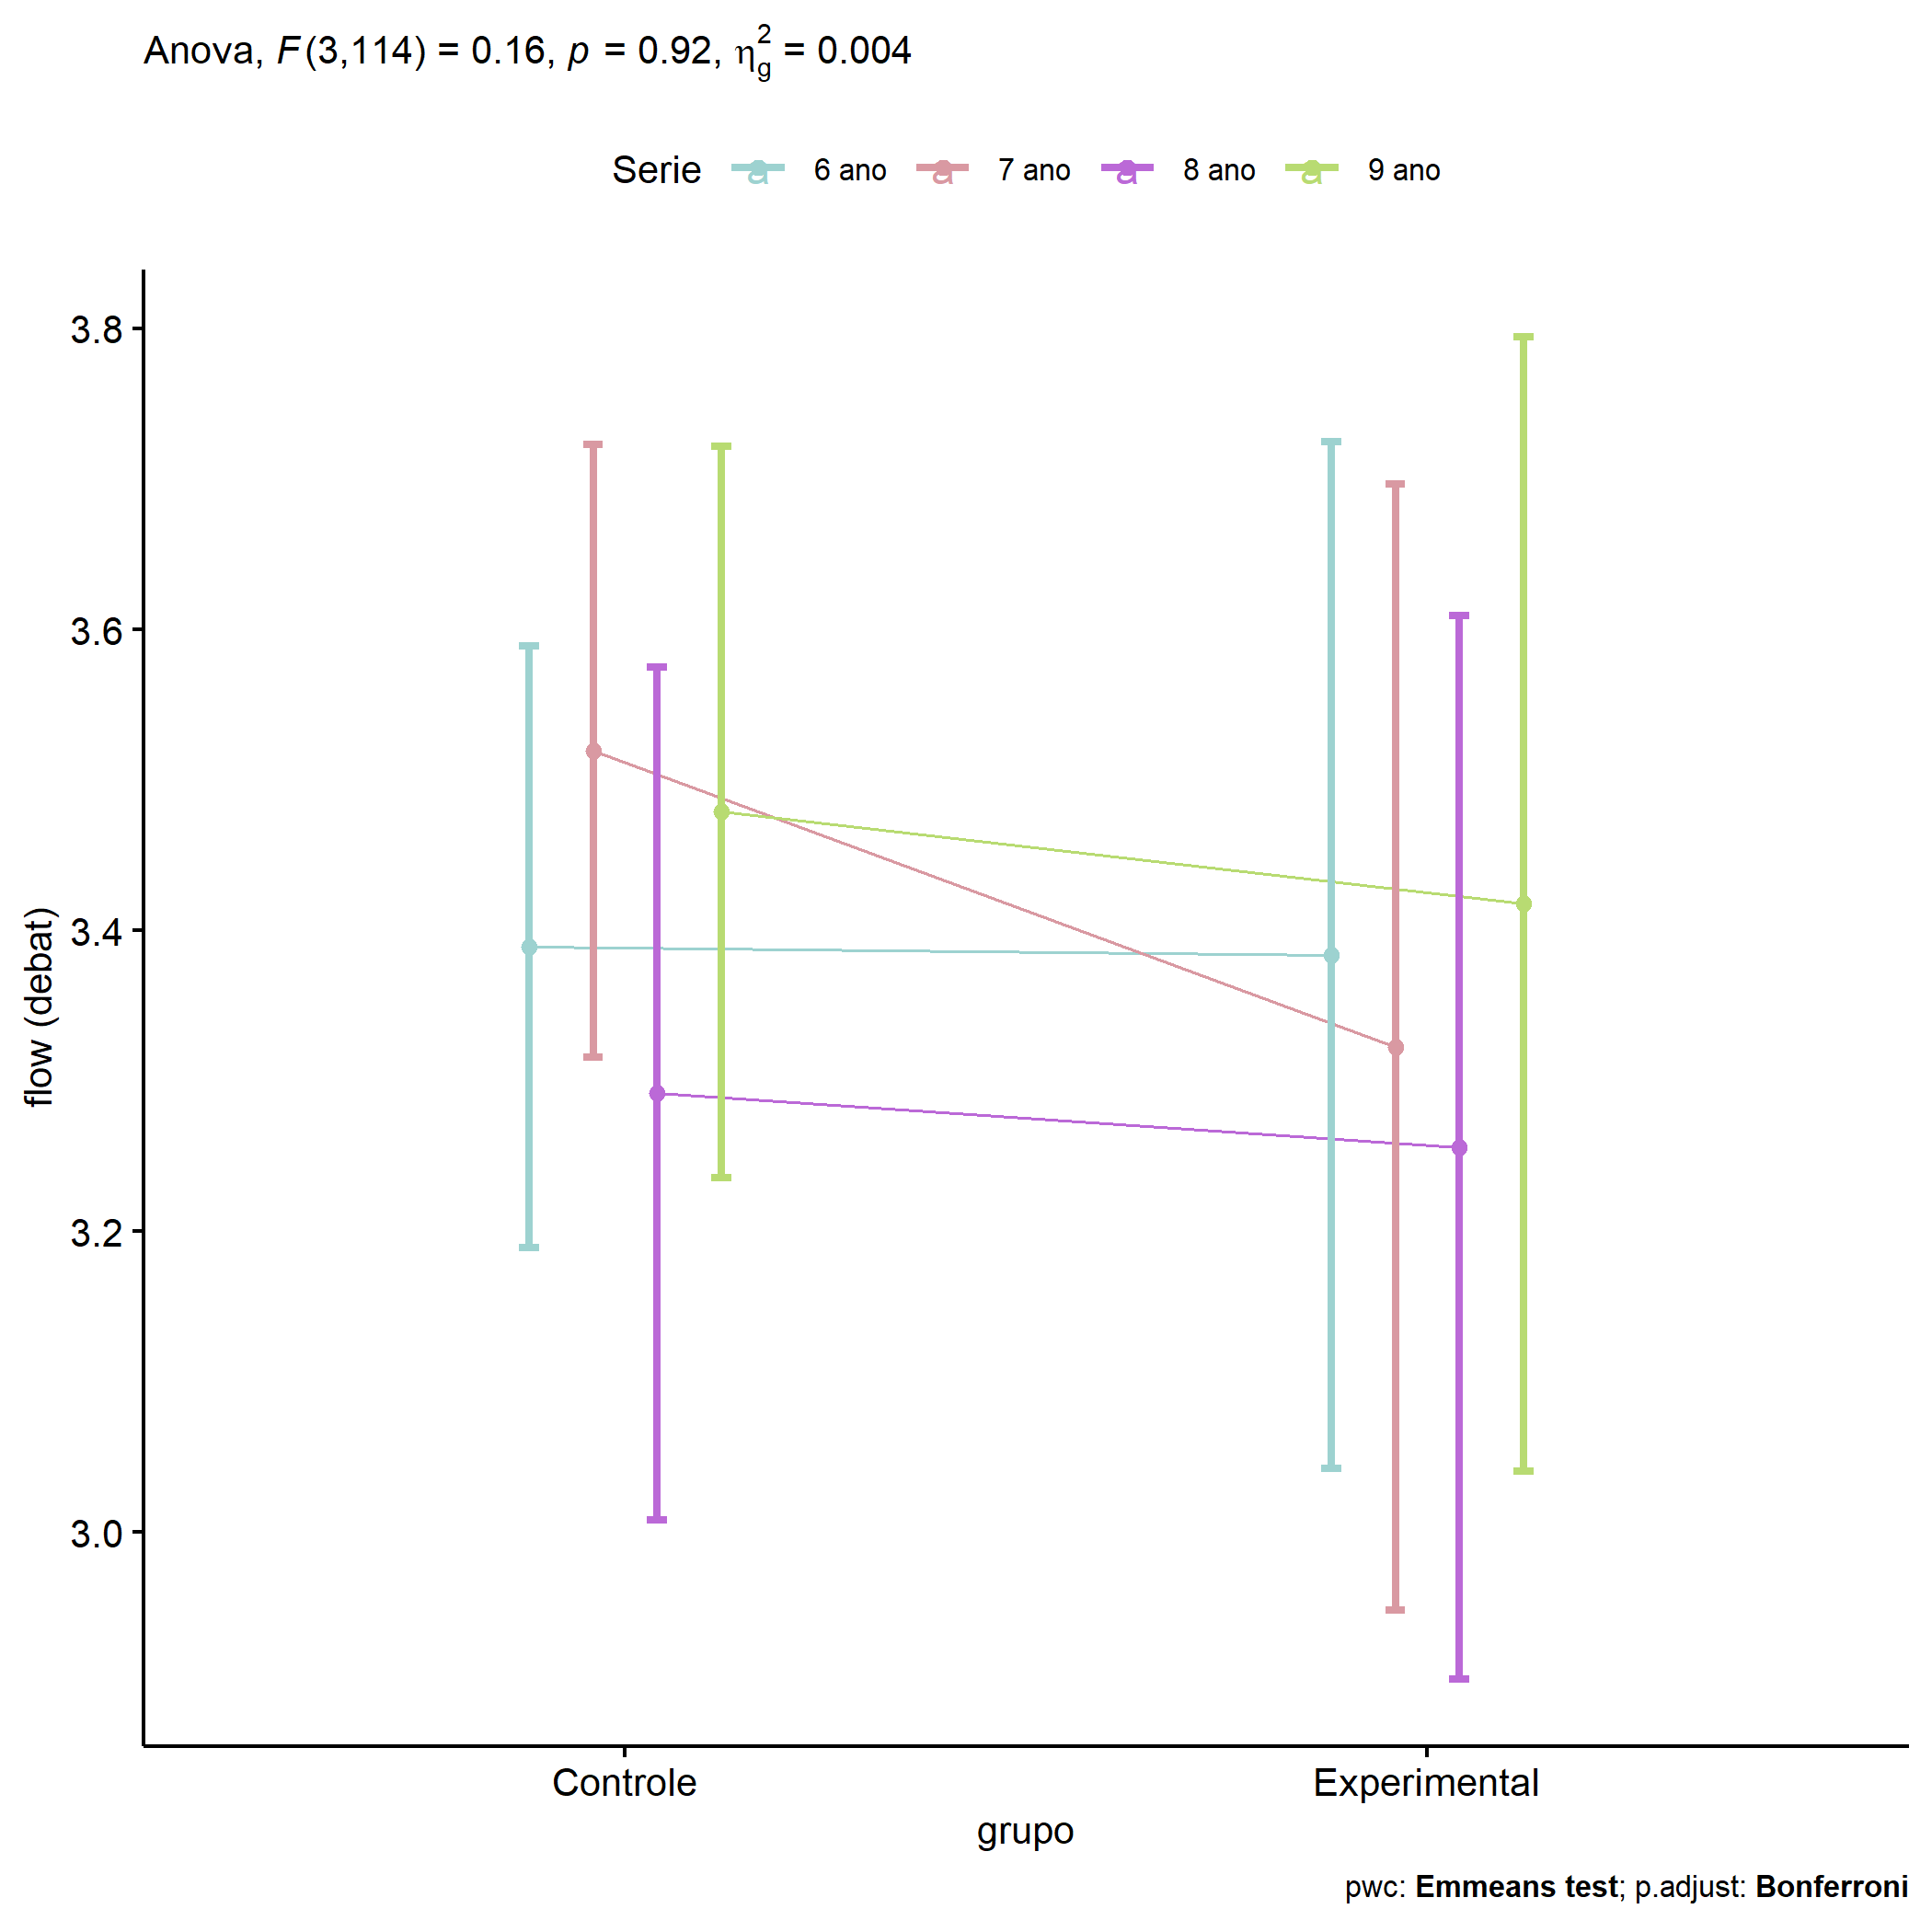 Anova, F(3,114) = 0.16, p = 0.92, η²g = 0.004
Serie a 6 ano a 7 ano a 8 ano a 9 ano
3.8
3.6
3.4
3.2
3.0
flow (debat)
Controle Experimental
grupo
pwc: Emmeans test; p.adjust: Bonferroni